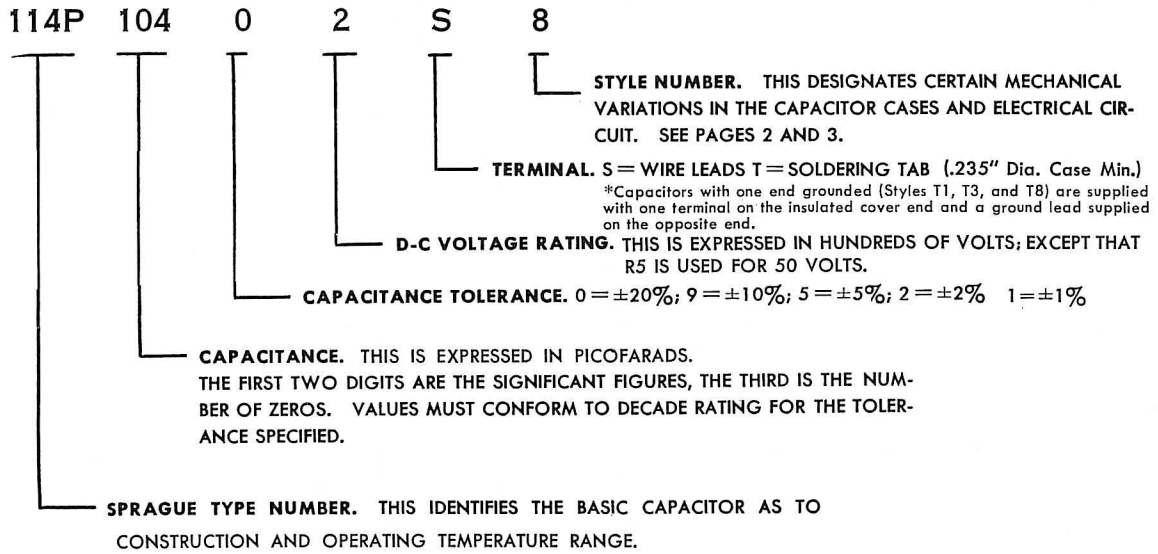 114P 104 0 2 S 8
STYLE NUMBER. THIS DESIGNATES CERTAIN MECHANICAL
VARIATIONS IN THE CAPACITOR CASES AND ELECTRICAL CIR-
CUIT. SEE PAGES 2 AND 3.
TERMINAL. S = WIRE LEADS T = SOLDERING TAB (.235" Dia. Case Min.)
*Capacitors with one end grounded (Styles T1, T3, and T8) are supplied
with one terminal on the insulated cover end and a ground lead supplied
on the opposite end.
D-C VOLTAGE RATING. THIS IS EXPRESSED IN HUNDREDS OF VOLTS; EXCEPT THAT
R5 IS USED FOR 50 VOLTS.
CAPACITANCE TOLERANCE. 0 = ±20%; 9 = ±10%; 5 = ±5%; 2 = ±2% 1 = ±1%
CAPACITANCE. THIS IS EXPRESSED IN PICOFARADS.
THE FIRST TWO DIGITS ARE THE SIGNIFICANT FIGURES, THE THIRD IS THE NUM-
BER OF ZEROS. VALUES MUST CONFORM TO DECADE RATING FOR THE TOLER-
ANCE SPECIFIED.
SPRAGUE TYPE NUMBER. THIS IDENTIFIES THE BASIC CAPACITOR AS TO
CONSTRUCTION AND OPERATING TEMPERATURE RANGE.